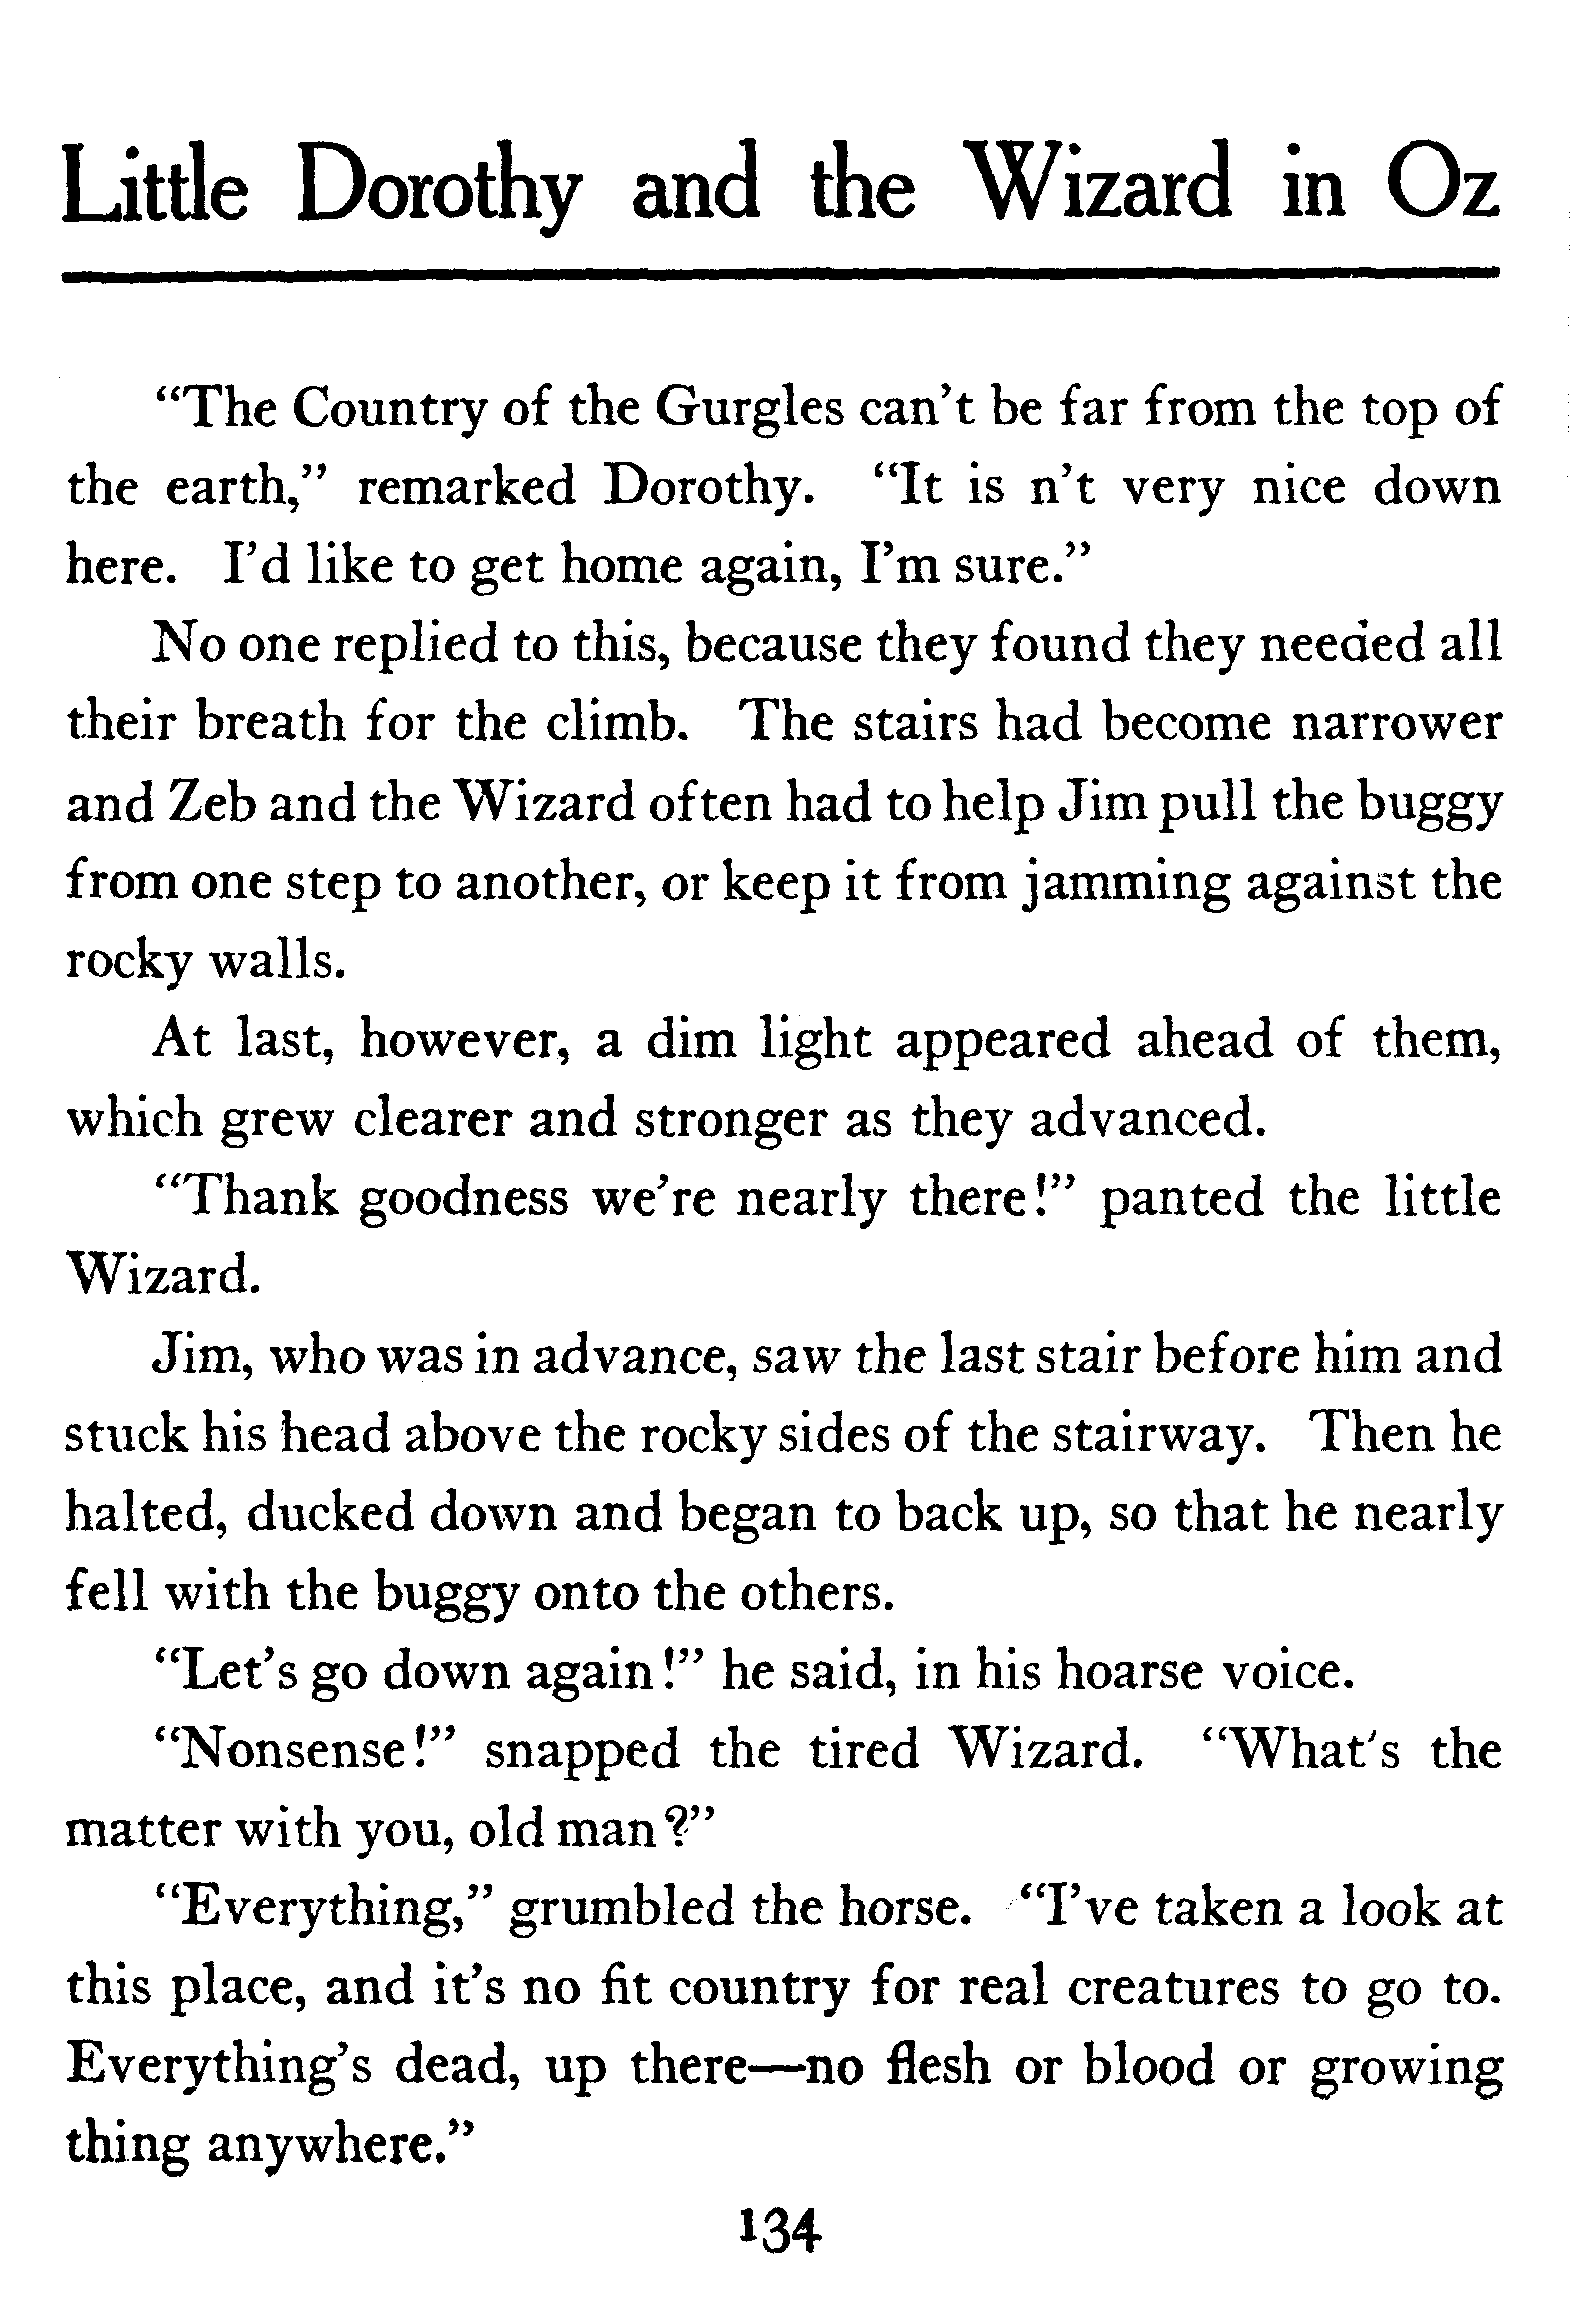 Little Dorothy and the Wizard in Oz
“The Country of the Gurgles can’t be far from the top of
the earth,” remarked Dorothy. “It is n’t very nice down
here. I’d like to get home again, I’m sure.”
No one replied to this, because they found they needed all
their breath for the climb. The stairs had become narrower
and Zeb and the Wizard often had to help Jim pull the buggy
from one step to another, or keep it from jamming against the
rocky walls.
At last, however, a dim light appeared ahead of them,
which grew clearer and stronger as they advanced.
“Thank goodness we’re nearly there!” panted the little
Wizard.
Jim, who was in advance, saw the last stair before him and
stuck his head above the rocky sides of the stairway. Then he
halted, ducked down and began to back up, so that he nearly
fell with the buggy onto the others.
“Let’s go down again!” he said, in his hoarse voice.
“Nonsense!” snapped the tired Wizard. “What’s the
matter with you, old man?”
“Everything,” grumbled the horse. “I’ve taken a look at
this place, and it’s no fit country for real creatures to go to.
Everything’s dead, up there—no flesh or blood or growing
thing anywhere.”
134